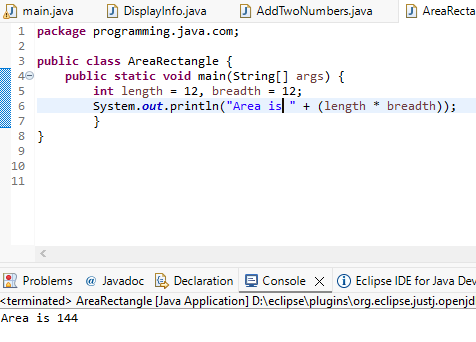 main.java DisplayInfo.java AddTwoNumbers.java AreaRecta
1 package programming.java.com;
2
3 public class AreaRectangle {
4 public static void main(String[] args) {
5 int length = 12, breadth = 12;
6 System.out.println("Area is " + (length * breadth));
7 }
8 }
9
10
11
Problems @ Javadoc Declaration Console Eclipse IDE for Java Dev
<terminated> AreaRectangle [Java Application] D:\eclipse\plugins\org.eclipse.justj.openjd
Area is 144